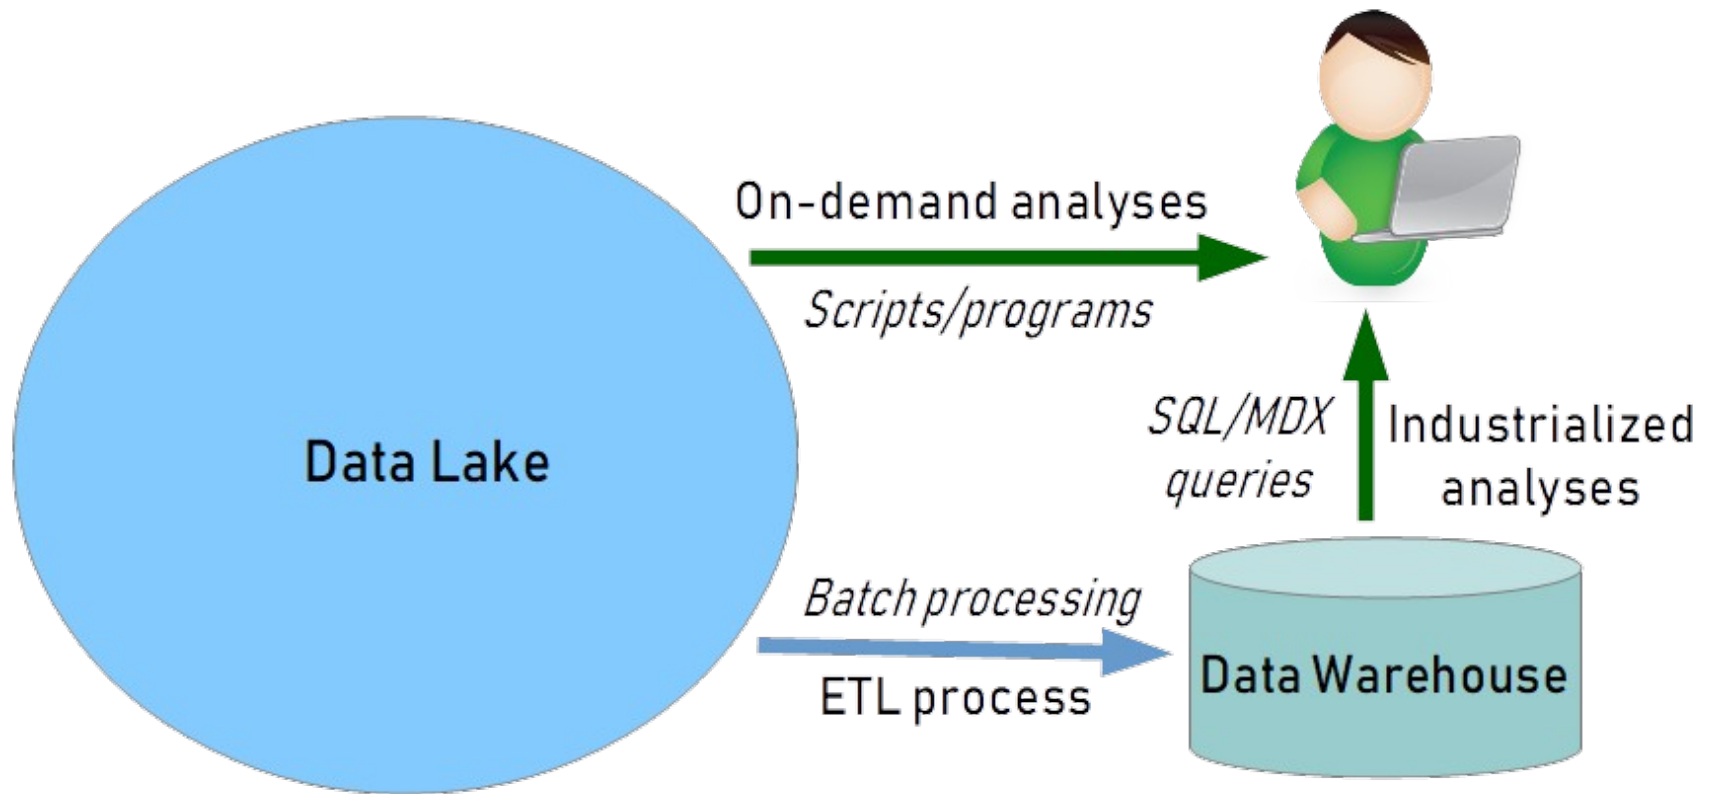 On-demand analyses
Scripts/programs
Data Lake
SQL/MDX
queries
Industrialized
analyses
Batch processing
ETL process
Data Warehouse